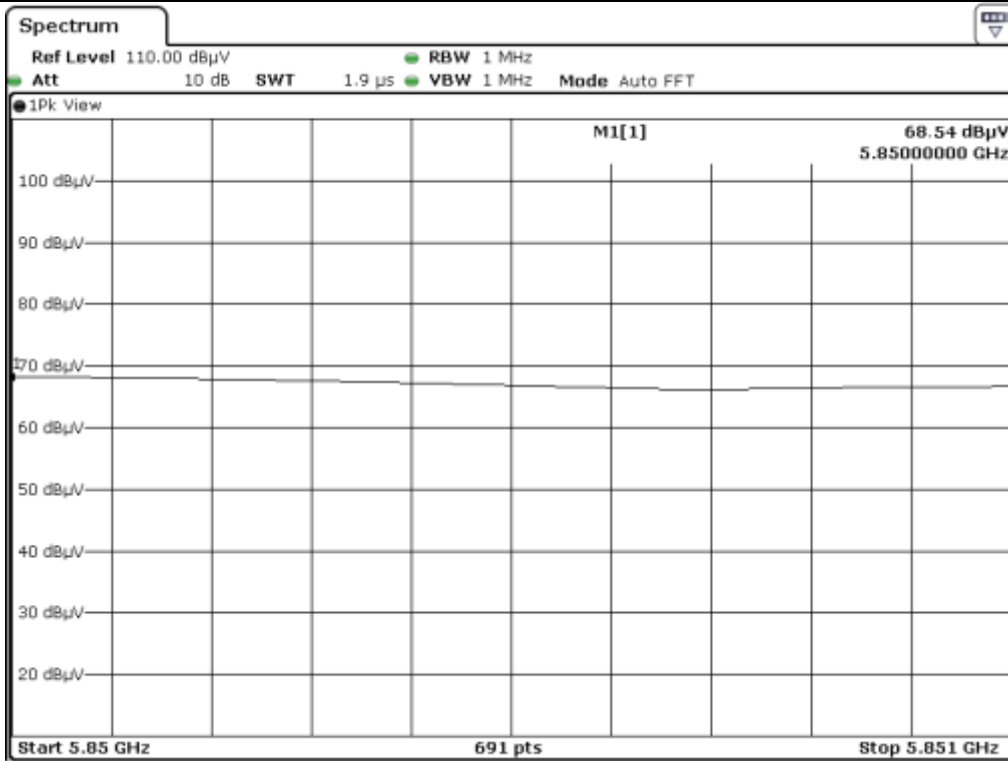 Spectrum
Ref Level 110.00 dBµV RBW 1 MHz
Att 10 dB SWT 1.9 µs VBW 1 MHz Mode Auto FFT
1Pk View
M1[1] 68.54 dBµV
5.85000000 GHz
100 dBµV
90 dBµV
80 dBµV
1
70 dBµV
60 dBµV
50 dBµV
40 dBµV
30 dBµV
20 dBµV
Start 5.85 GHz 691 pts Stop 5.851 GHz